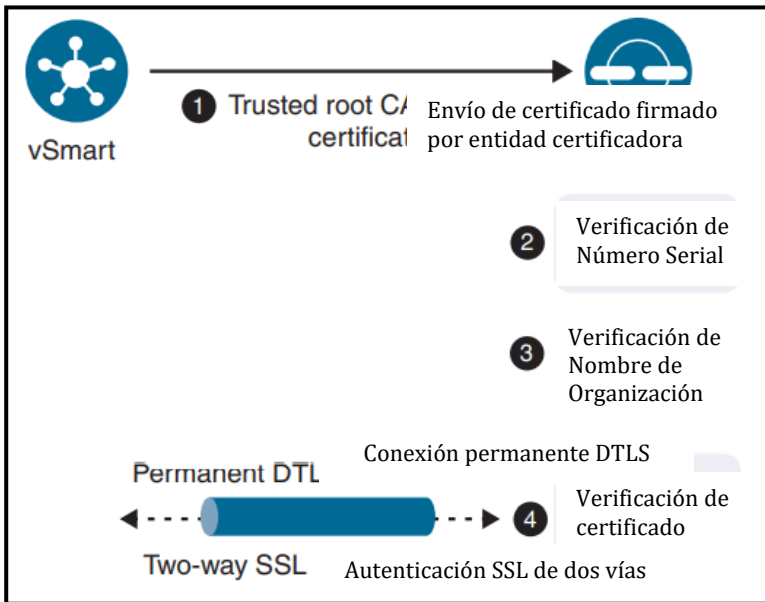 vSmart
1 Trusted root CA
Envío de certificado firmado
por entidad certificadora
2
Verificación de
Número Serial
3
Verificación de
Nombre de
Organización
Conexión permanente DTLS
Permanent DTL
4
Verificación de
certificado
Two-way SSL
Autenticación SSL de dos vías